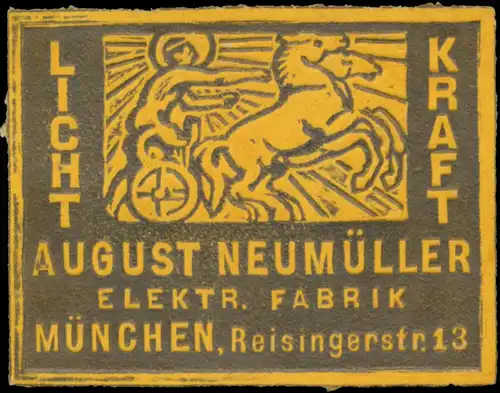 LICHT
KRAFT
AUGUST NEUMÜLLER
ELEKTR. FABRIK
MÜNCHEN, Reisingerstr. 13